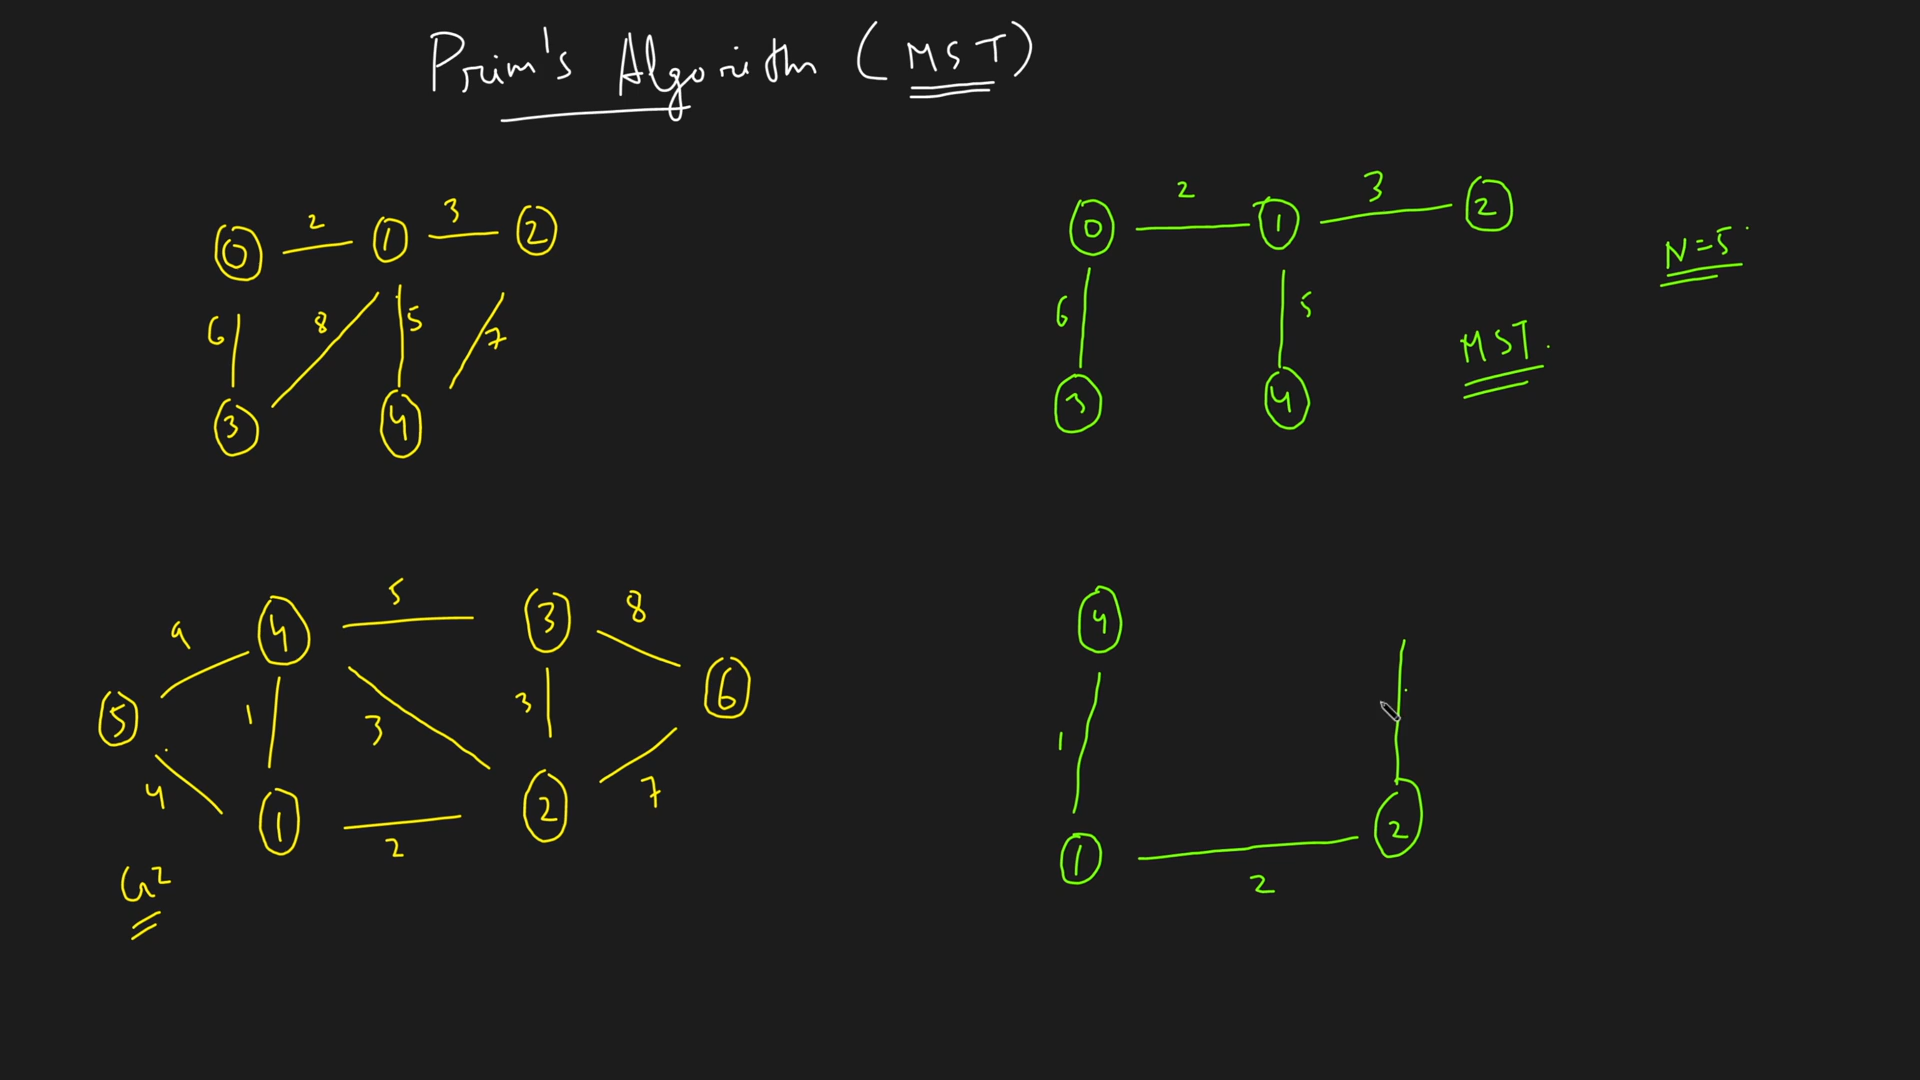 Prim's Algorithm (MST)
0 2 1 3 2
6 8 5 7
3 4
0 2 1 3 2
6 5
3 4
N=5.
MST.
4 5 3 8
9
5 1 3 3 6
4 1 2 2 7
G2
4
1
1 2 2